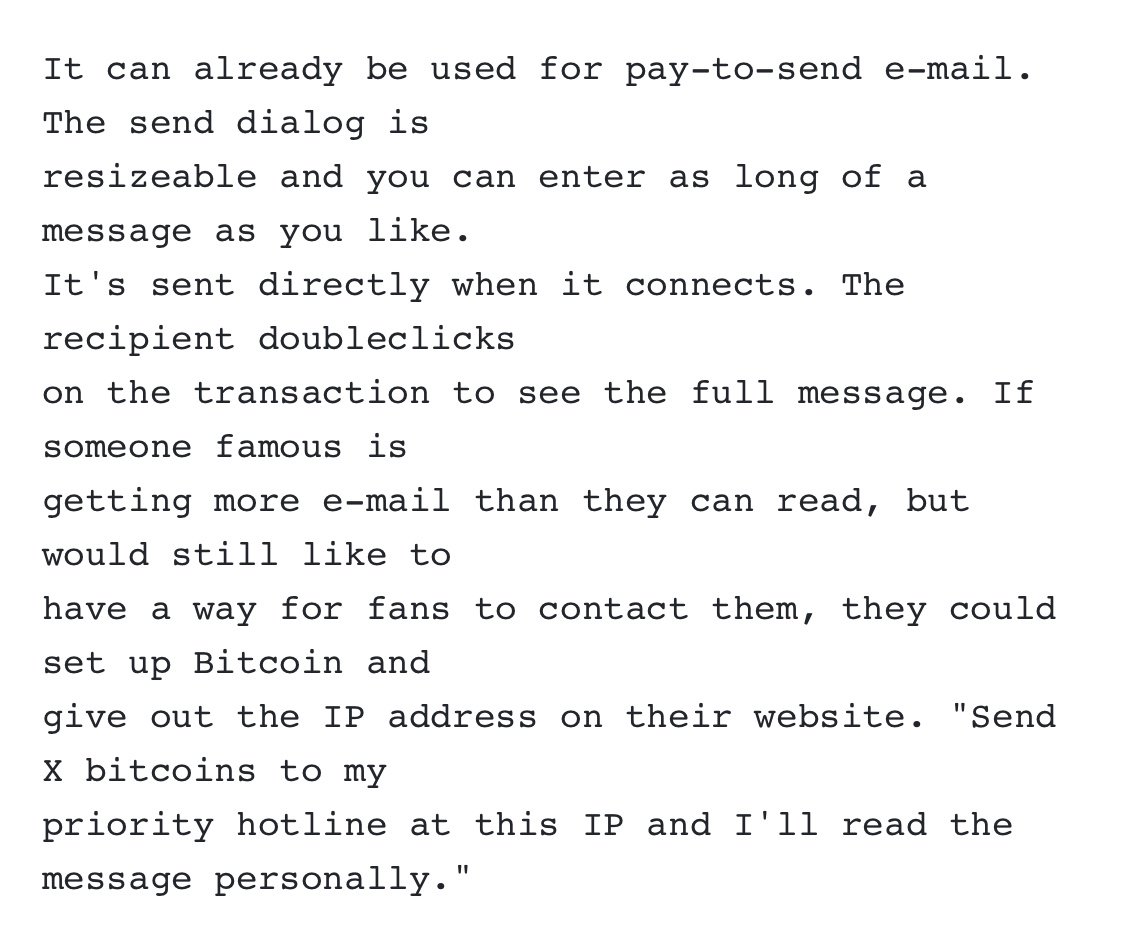 It can already be used for pay-to-send e-mail.
The send dialog is
resizeable and you can enter as long of a
message as you like.
It's sent directly when it connects. The
recipient doubleclicks
on the transaction to see the full message. If
someone famous is
getting more e-mail than they can read, but
would still like to
have a way for fans to contact them, they could
set up Bitcoin and
give out the IP address on their website. "Send
X bitcoins to my
priority hotline at this IP and I'll read the
message personally."